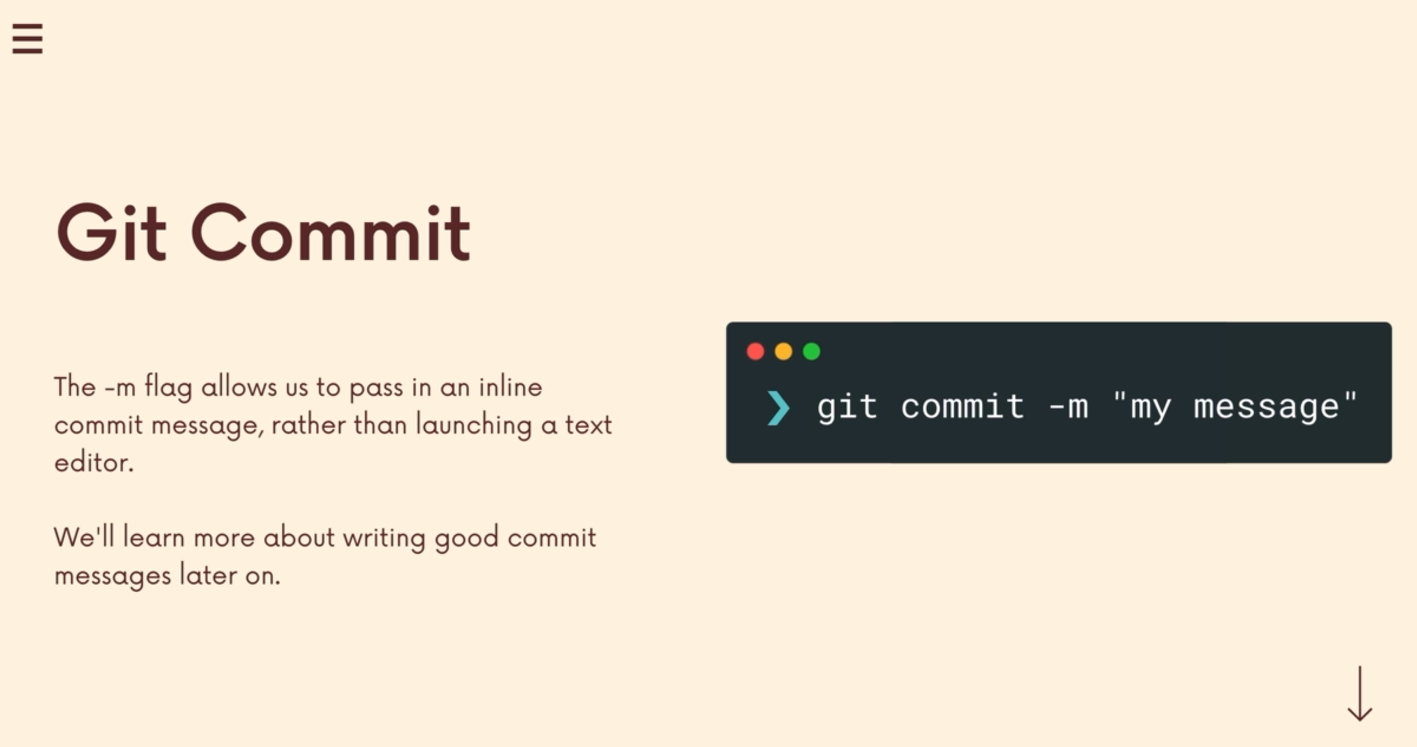 Git Commit
The -m flag allows us to pass in an inline
commit message, rather than launching a text
editor.
We'll learn more about writing good commit
messages later on.
❯ git commit -m "my message"